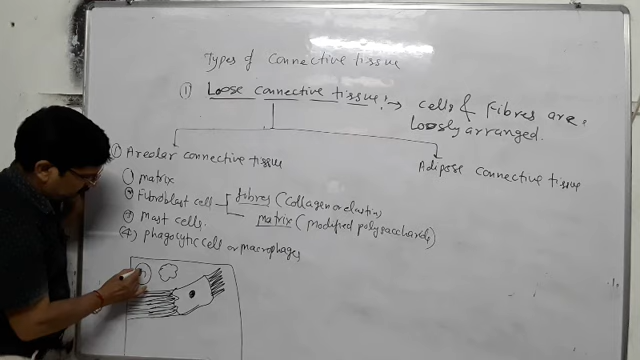 Types of Connective tissue
① Loose connective tissue :→ cells & Fibres are loosely arranged.
① Areolar connective tissue
Adipose connective tissue
① matrix
② Fibroblast cell
fibres (Collagen or elastin)
matrix (modified polysaccharide)
③ Mast cells.
(4) Phagocytic cell or macrophages